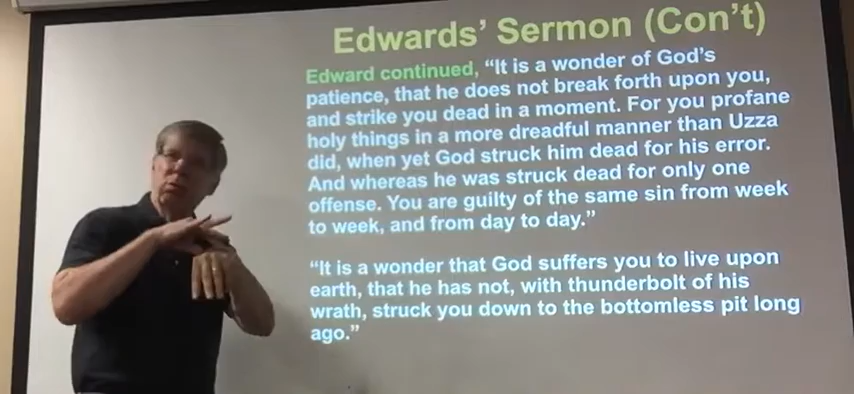 Edwards' Sermon (Con't)
Edward continued, “It is a wonder of God's
patience, that he does not break forth upon you,
and strike you dead in a moment. For you profane
holy things in a more dreadful manner than Uzza
did, when yet God struck him dead for his error.
And whereas he was struck dead for only one
offense. You are guilty of the same sin from week
to week, and from day to day.”
“It is a wonder that God suffers you to live upon
earth, that he has not, with thunderbolt of his
wrath, struck you down to the bottomless pit long
ago.”